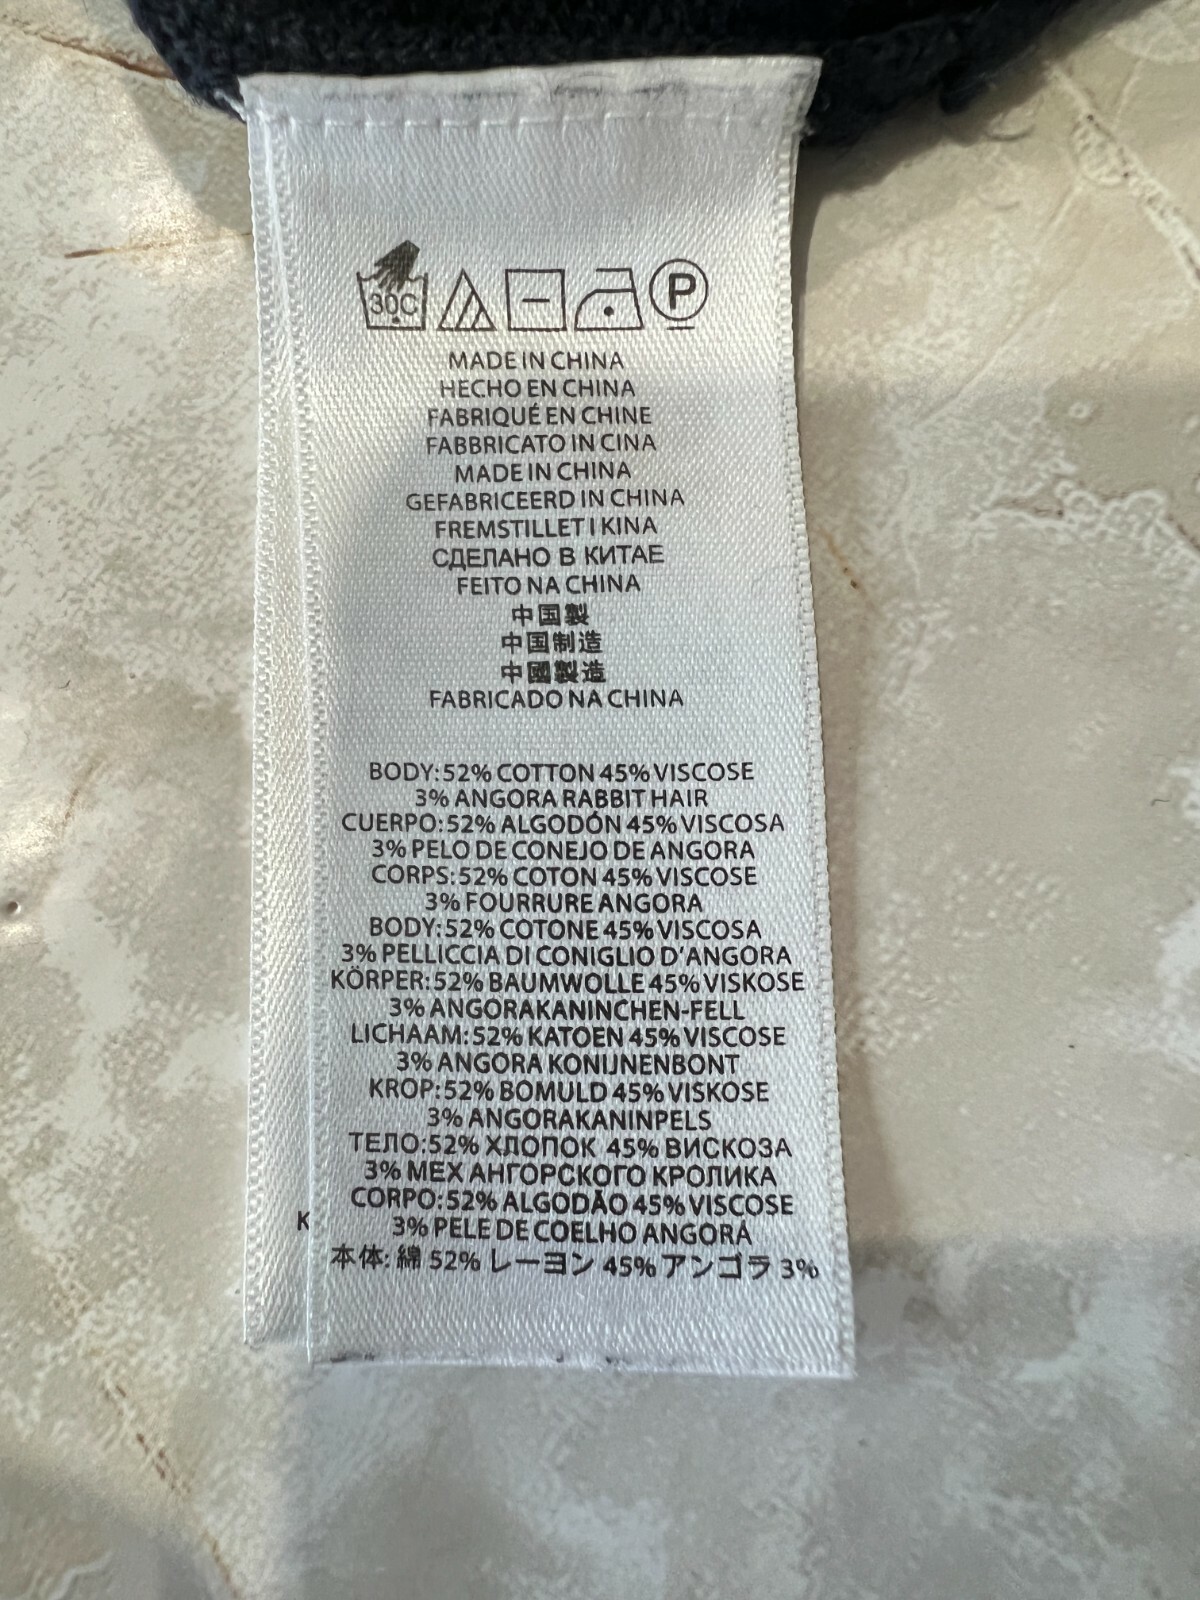 30C P
MADE IN CHINA
HECHO EN CHINA
FABRIQUÉ EN CHINE
FABBRICATO IN CINA
MADE IN CHINA
GEFABRICEERD IN CHINA
FREMSTILLET I KINA
СДЕЛАНО В КИТАЕ
FEITO NA CHINA
中国製
中国制造
中國製造
FABRICADO NA CHINA
BODY: 52% COTTON 45% VISCOSE
3% ANGORA RABBIT HAIR
CUERPO: 52% ALGODÓN 45% VISCOSA
3% PELO DE CONEJO DE ANGORA
CORPS: 52% COTON 45% VISCOSE
3% FOURRURE ANGORA
BODY: 52% COTONE 45% VISCOSA
3% PELLICCIA DI CONIGLIO D'ANGORA
KÖRPER: 52% BAUMWOLLE 45% VISKOSE
3% ANGORAKANINCHEN-FELL
LICHAAM: 52% KATOEN 45% VISCOSE
3% ANGORA KONIJNENBONT
KROP: 52% BOMULD 45% VISKOSE
3% ANGORAKANINPELS
ТЕЛО: 52% ХЛОПОК 45% ВИСКОЗА
3% МЕХ АНГОРСКОГО КРОЛИКА
CORPO: 52% ALGODÃO 45% VISCOSE
3% PELE DE COELHO ANGORÁ
K
本体: 綿 52% レーヨン 45% アンゴラ 3%